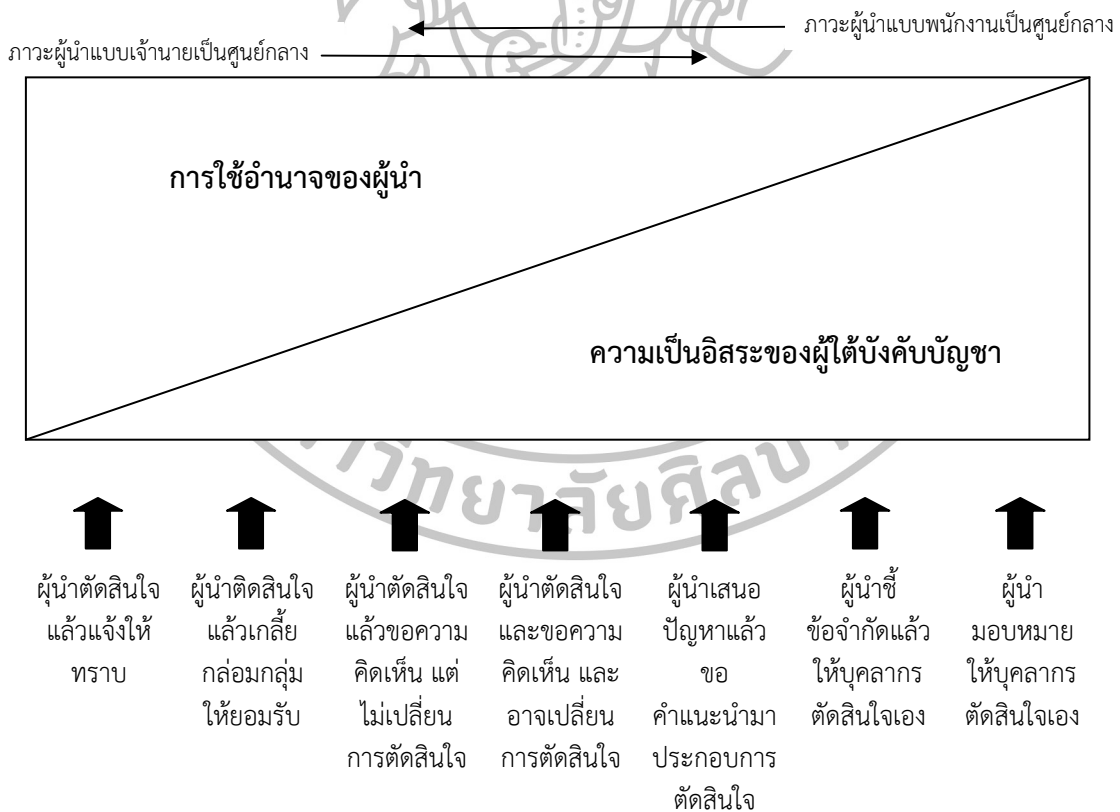 ภาวะผู้นำแบบพนักงานเป็นศูนย์กลาง
ภาวะผู้นำแบบเจ้านายเป็นศูนย์กลาง
การใช้อำนาจของผู้นำ
ความเป็นอิสระของผู้ใต้บังคับบัญชา
ผุ้นำตัดสินใจ
แล้วแจ้งให้
ทราบ
ผู้นำติดสินใจ
แล้วเกลี้ย
กล่อมกลุ่ม
ให้ยอมรับ
ผู้นำตัดสินใจ
แล้วขอความ
คิดเห็น แต่
ไม่เปลี่ยน
การตัดสินใจ
ผู้นำตัดสินใจ
และขอความ
คิดเห็น และ
อาจเปลี่ยน
การตัดสินใจ
ผู้นำเสนอ
ปัญหาแล้ว
ขอ
คำแนะนำมา
ประกอบการ
ตัดสินใจ
ผู้นำชี้
ข้อจำกัดแล้ว
ให้บุคลากร
ตัดสินใจเอง
ผู้นำ
มอบหมาย
ให้บุคลากร
ตัดสินใจเอง